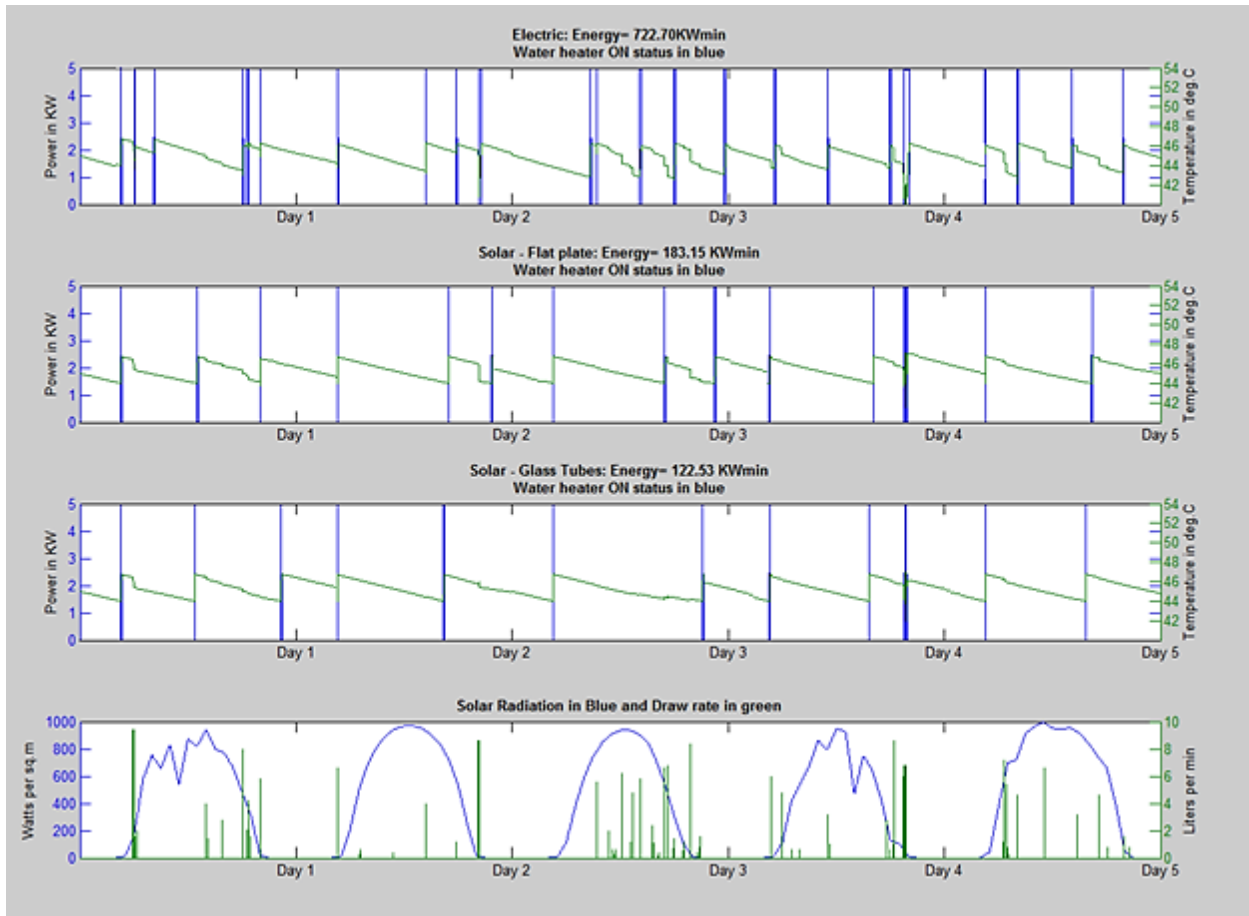 Electric: Energy= 722.70KWmin
Water heater ON status in blue
Power in KW
5
4
3
2
1
0
54
52
50
48
46
44
42
40
Temperature in deg.C
Day 1 Day 2 Day 3 Day 4 Day 5
Solar - Flat plate: Energy= 183.15 KWmin
Water heater ON status in blue
Power in KW
5
4
3
2
1
0
54
52
50
48
46
44
42
40
Temperature in deg.C
Day 1 Day 2 Day 3 Day 4 Day 5
Solar - Glass Tubes: Energy= 122.53 KWmin
Water heater ON status in blue
Power in KW
5
4
3
2
1
0
54
52
50
48
46
44
42
40
Temperature in deg.C
Day 1 Day 2 Day 3 Day 4 Day 5
Solar Radiation in Blue and Draw rate in green
Watts per sq.m
1000
800
600
400
200
0
10
8
6
4
2
0
Liters per min
Day 1 Day 2 Day 3 Day 4 Day 5